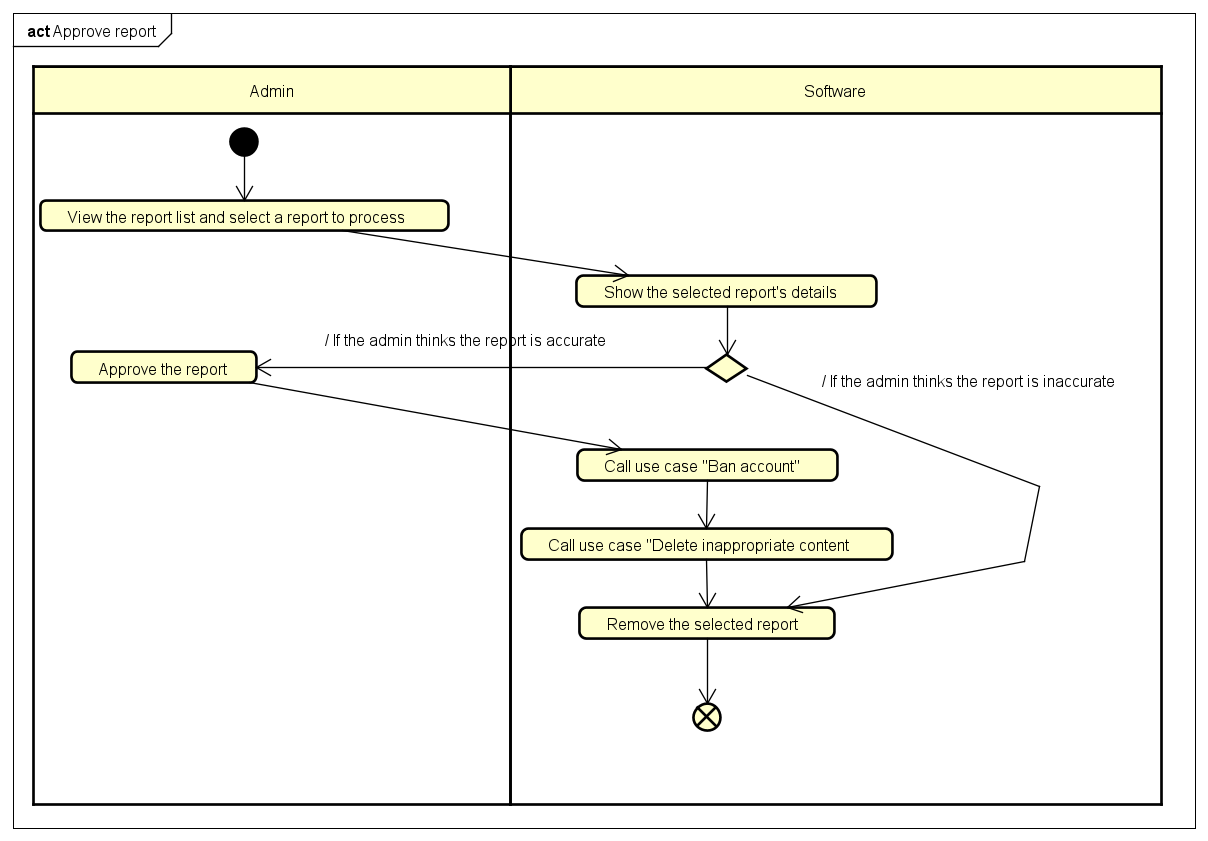 act Approve report
Admin
Software
View the report list and select a report to process
Show the selected report's details
/ If the admin thinks the report is accurate
Approve the report
/ If the admin thinks the report is inaccurate
Call use case "Ban account"
Call use case "Delete inappropriate content
Remove the selected report